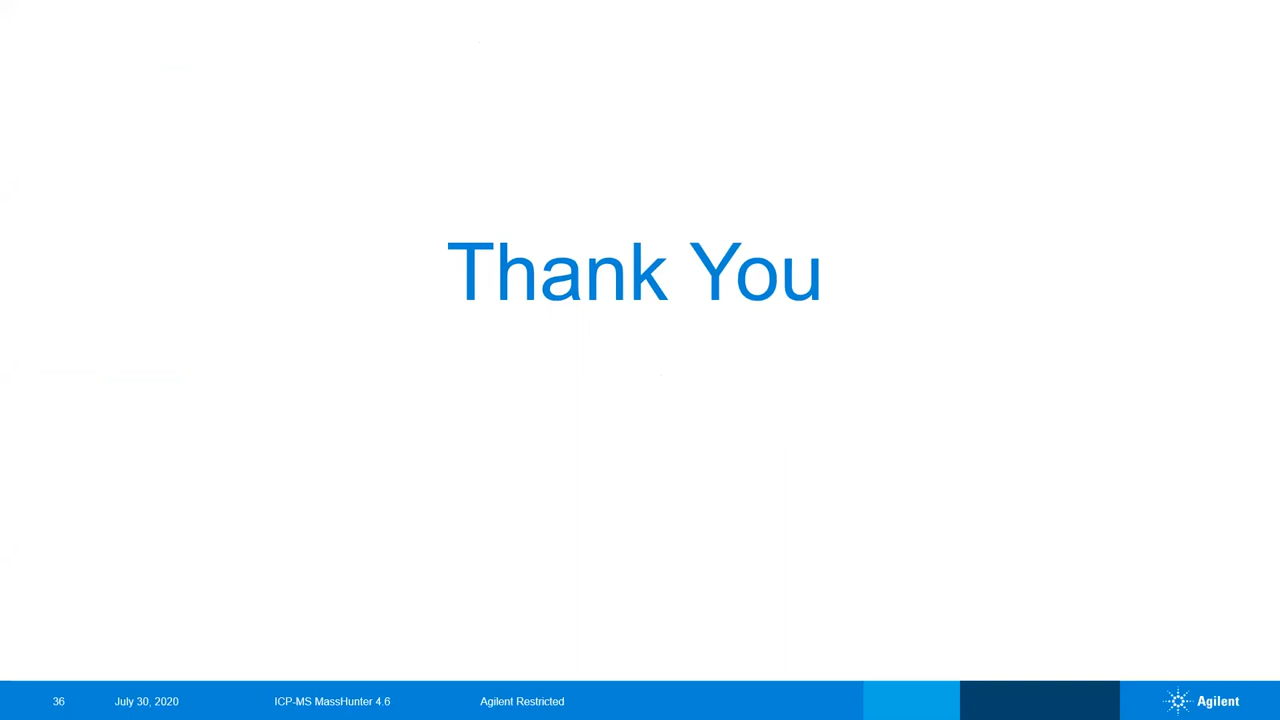 Thank You
36 July 30, 2020 ICP-MS MassHunter 4.6 Agilent Restricted Agilent